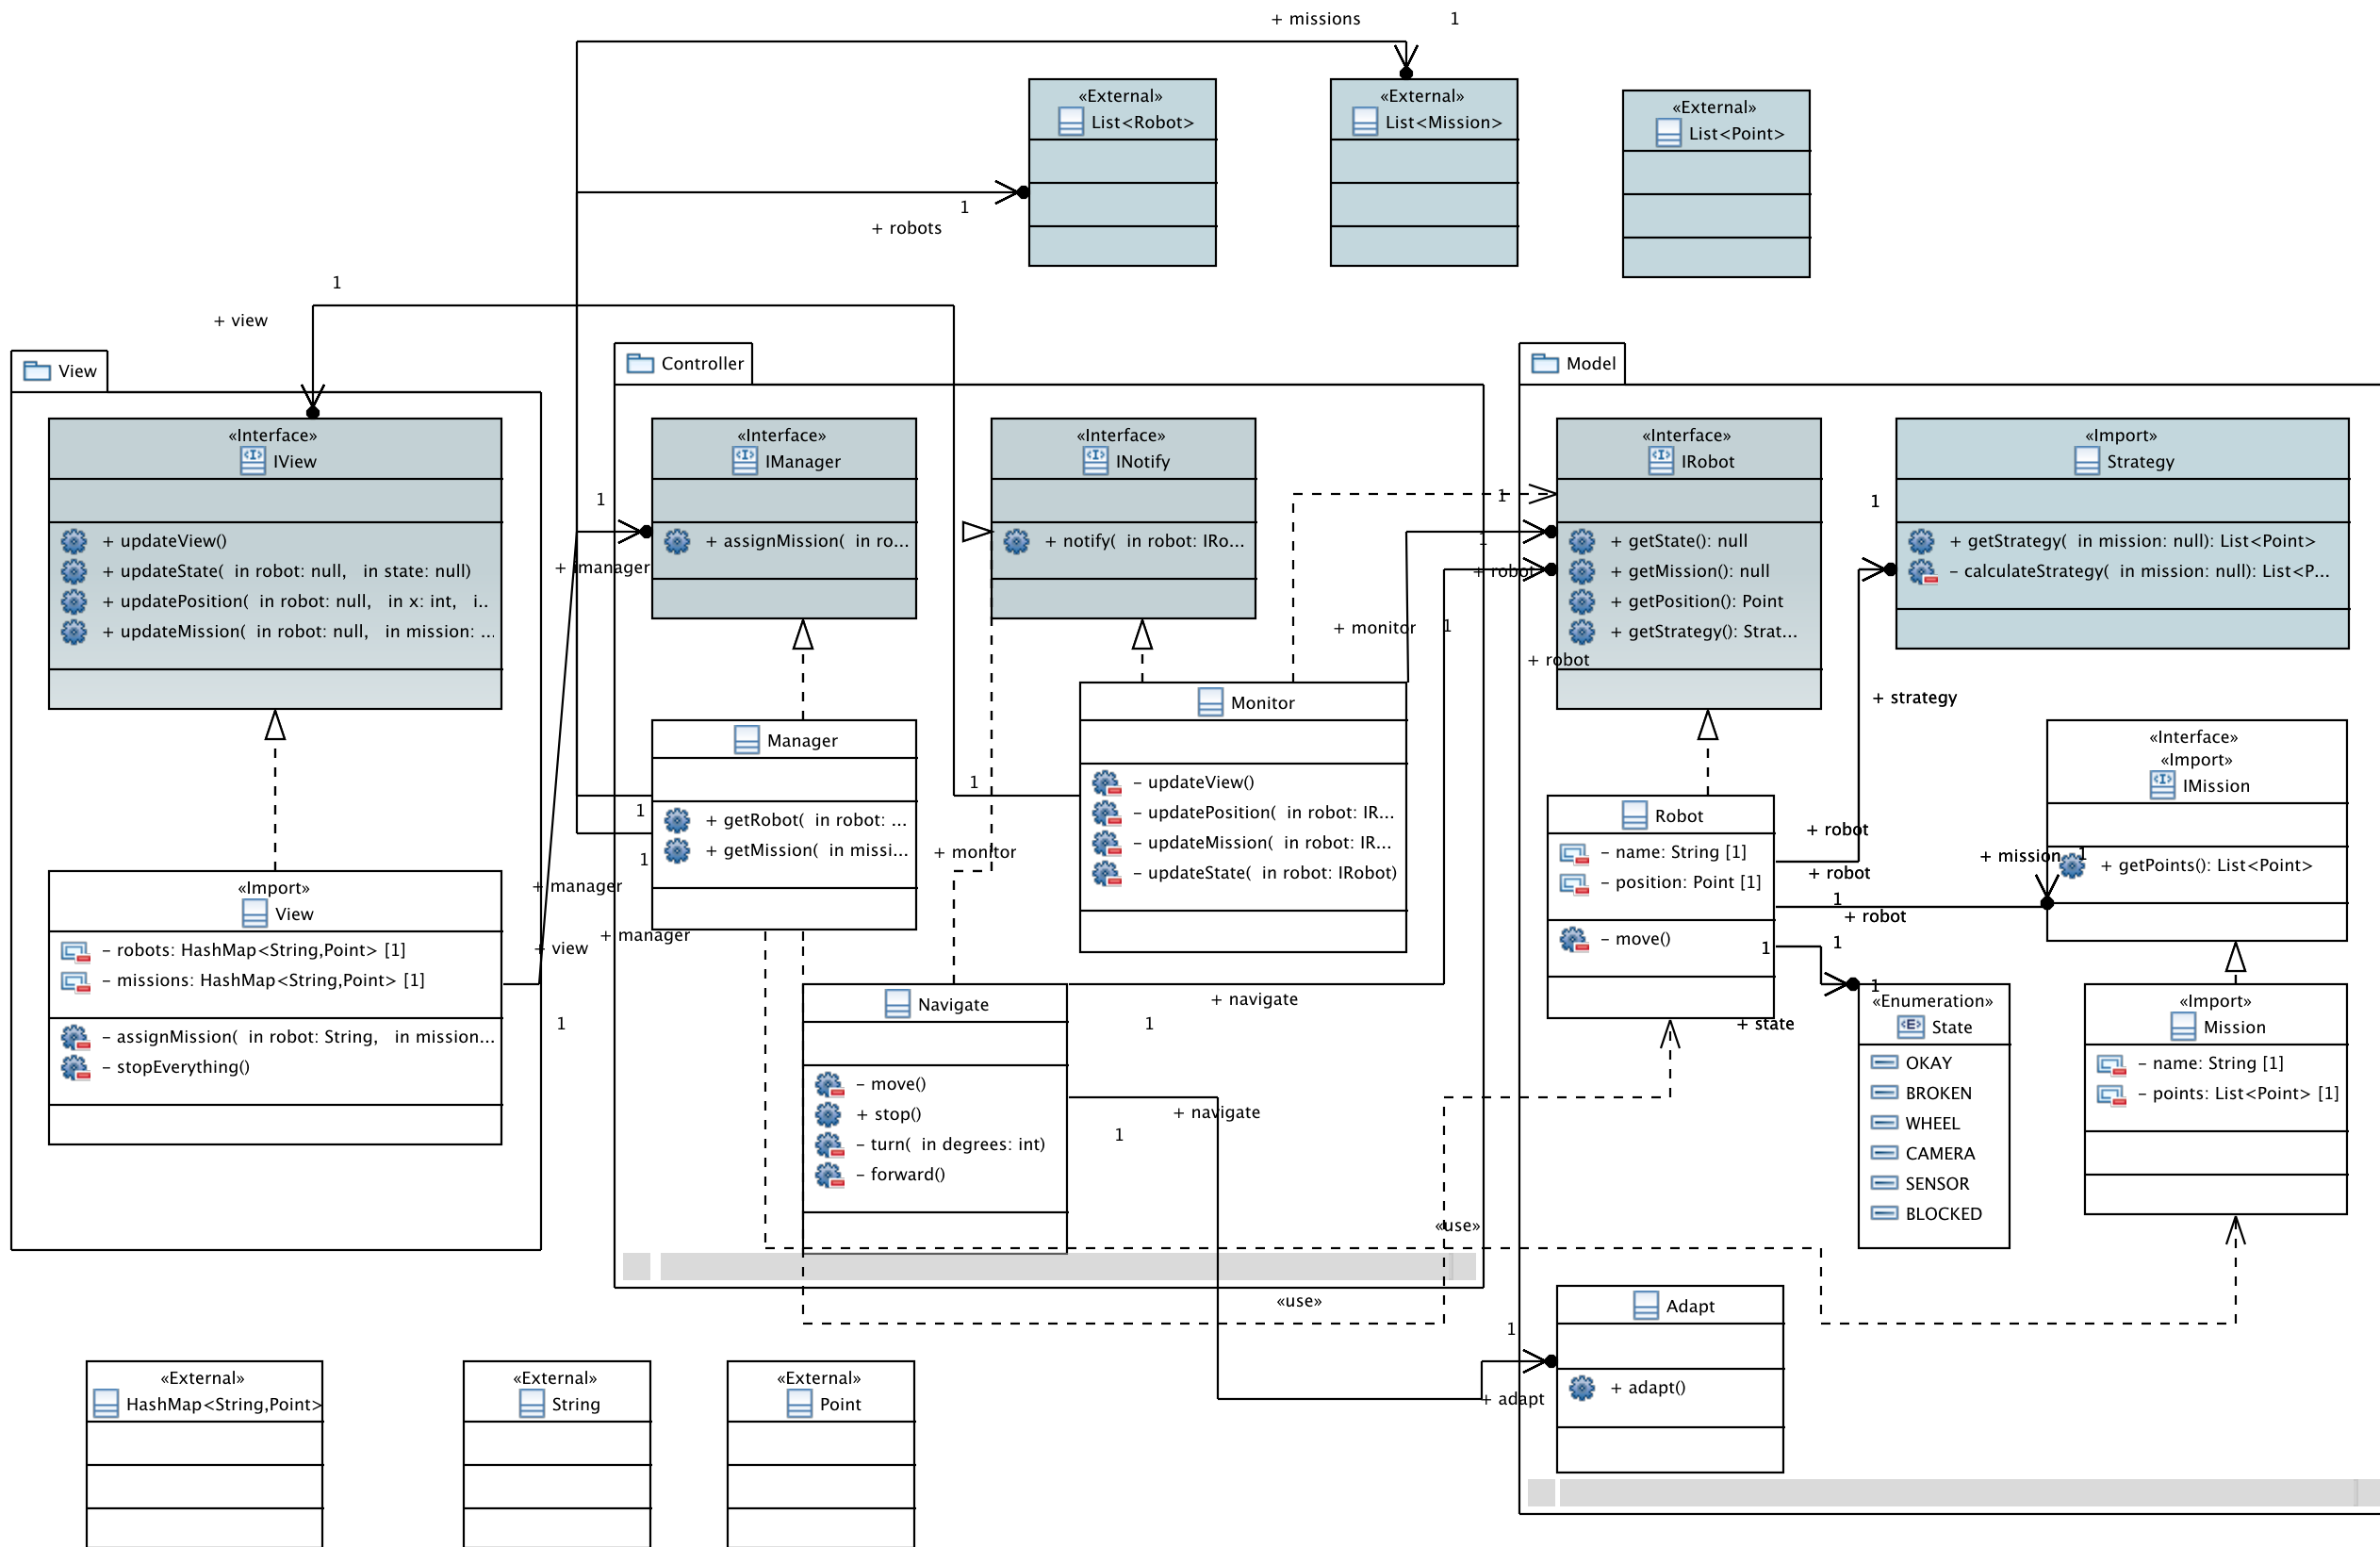 + missions
1
«External»
List<Robot>
«External»
List<Mission>
«External»
List<Point>
1
+ robots
1
+ view
View
«Interface»
IView
+ updateView()
+ updateState(  in robot: null,   in state: null)
+ updatePosition(  in robot: null,   in x: int,   i..
+ updateMission(  in robot: null,   in mission: ...
«Import»
View
– robots: HashMap<String,Point> [1]
– missions: HashMap<String,Point> [1]
– assignMission(  in robot: String,   in mission...
– stopEverything()
1
+ manager
+ manager
+ view
1
Controller
«Interface»
IManager
+ assignMission(  in ro...
«Interface»
INotify
+ notify(  in robot: IRo...
Manager
+ getRobot(  in robot: ...
+ getMission(  in missi...
1
1
+ manager
1
+ monitor
Monitor
– updateView()
– updatePosition(  in robot: IR...
– updateMission(  in robot: IR...
– updateState(  in robot: IRobot)
Navigate
– move()
+ stop()
– turn(  in degrees: int)
– forward()
+ navigate
1
+ navigate
1
1
1
+ robot
+ monitor
1
+ robot
Model
«Interface»
IRobot
+ getState(): null
+ getMission(): null
+ getPosition(): Point
+ getStrategy(): Strat...
«Import»
Strategy
+ getStrategy(  in mission: null): List<Point>
– calculateStrategy(  in mission: null): List<P...
1
+ strategy
Robot
– name: String [1]
– position: Point [1]
– move()
+ robot
+ robot
1
+ robot
1
1
+ mission
1
«Interface»
«Import»
IMission
+ getPoints(): List<Point>
1
+ state
«Enumeration»
State
OKAY
BROKEN
WHEEL
CAMERA
SENSOR
BLOCKED
«Import»
Mission
– name: String [1]
– points: List<Point> [1]
«use»
«use»
1
+ adapt
Adapt
+ adapt()
«External»
HashMap<String,Point>
«External»
String
«External»
Point